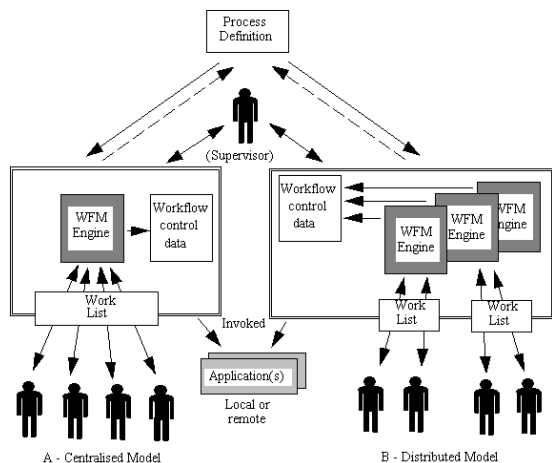 Process
Definition
(Supervisor)
WFM
Engine
Workflow
control
data
Work
List
Workflow
control
data
WFM
Engine
WFM
Engine
WFM
Engine
Work
List
Work
List
Invoked
Application(s)
Local or
remote
A - Centralised Model
B - Distributed Model